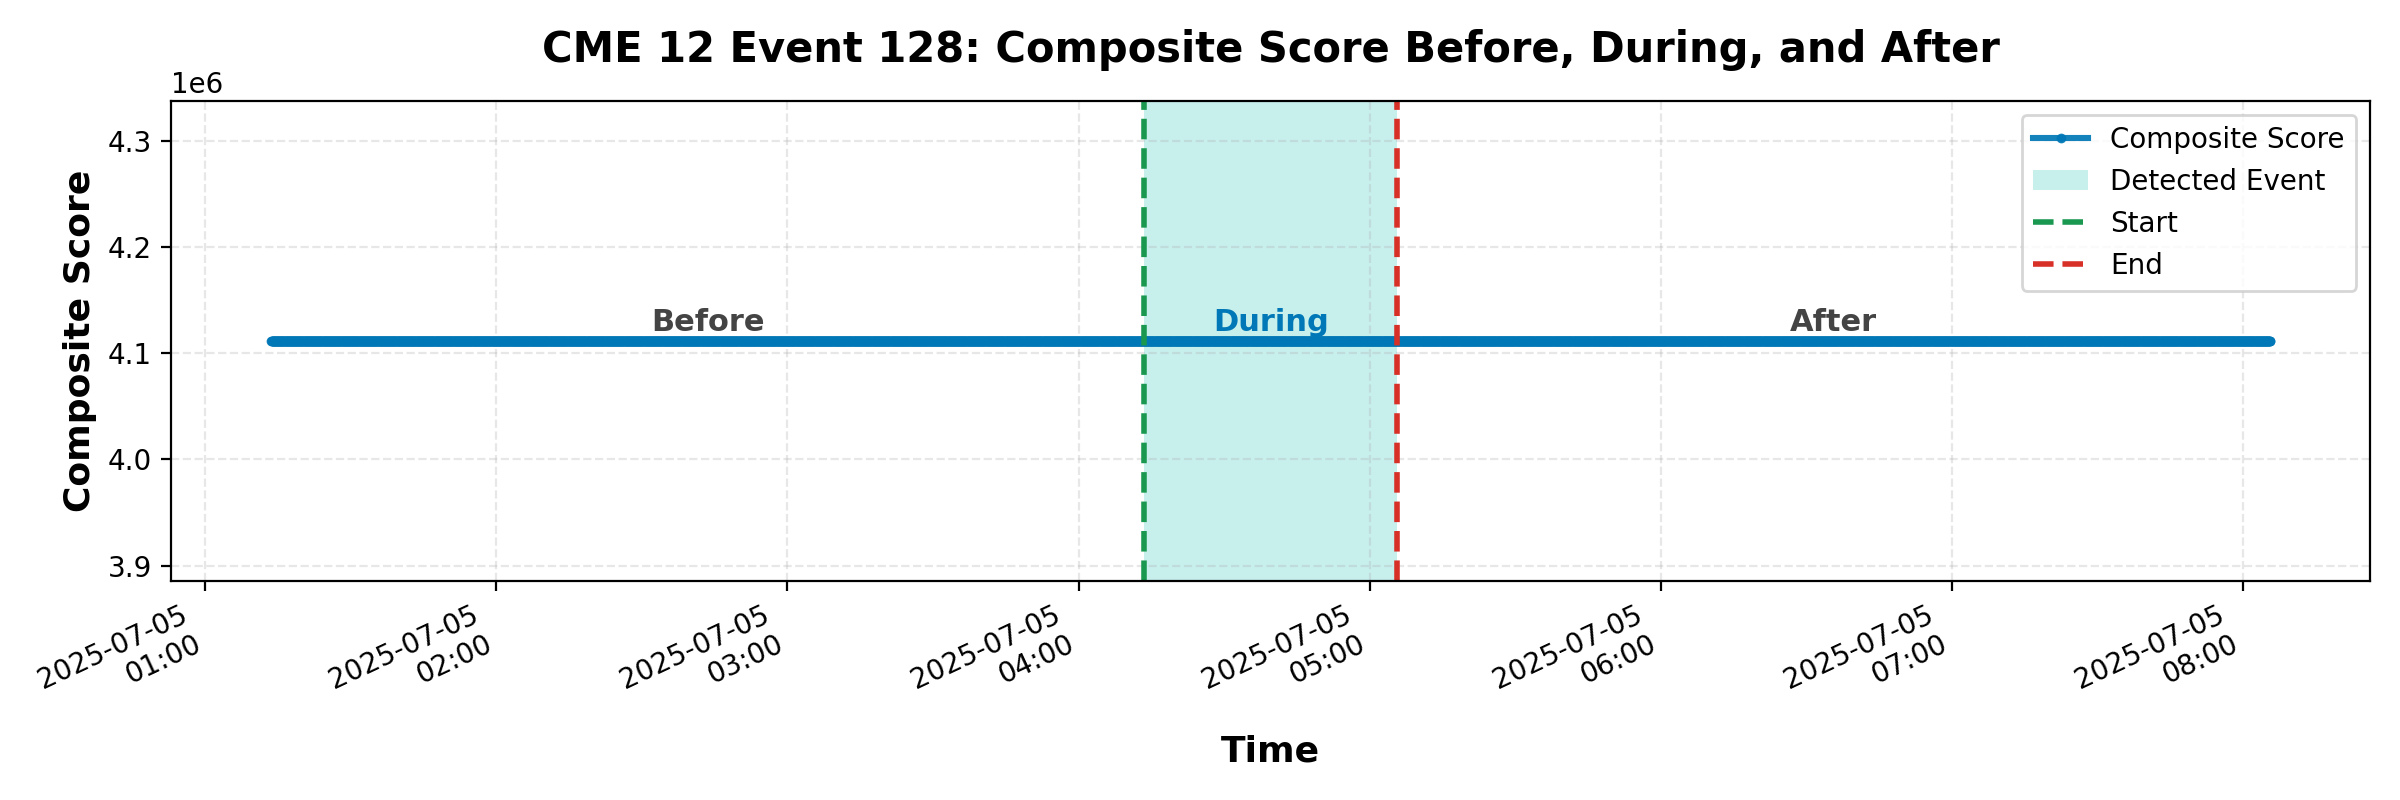 CME 12 Event 128: Composite Score Before, During, and After
1e6
4.3
4.2
4.1
4.0
3.9
Composite Score
Before
During
After
Composite Score
Detected Event
Start
End
2025-07-05
01:00
2025-07-05
02:00
2025-07-05
03:00
2025-07-05
04:00
2025-07-05
05:00
2025-07-05
06:00
2025-07-05
07:00
2025-07-05
08:00
Time